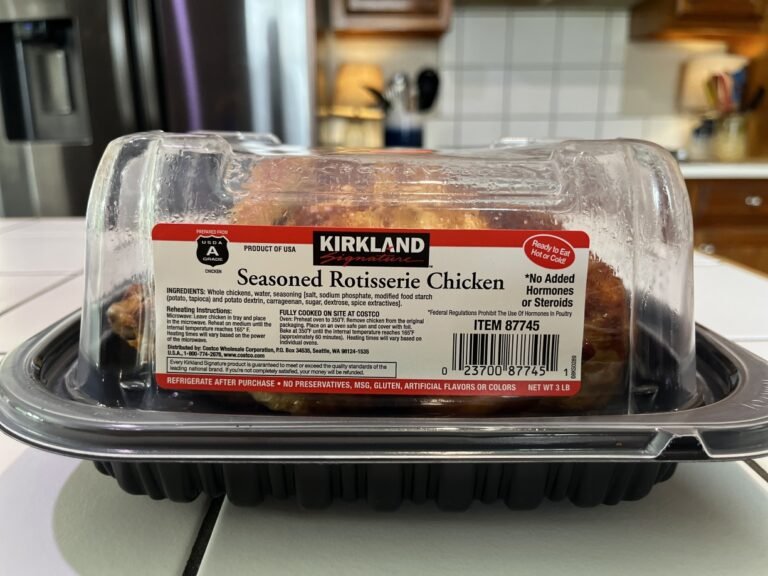 PREPARED FROM
USDA
A
GRADE
CHICKEN
PRODUCT OF USA
KIRKLAND
Signature
Ready to Eat
Hot or Cold!
Seasoned Rotisserie Chicken
*No Added
Hormones
or Steroids
INGREDIENTS: Whole chickens, water, seasoning [salt, sodium phosphate, modified food starch
(potato, tapioca) and potato dextrin, carrageenan, sugar, dextrose, spice extractives].
*Federal Regulations Prohibit The Use Of Hormones in Poultry
Reheating Instructions:
Microwave: Leave chicken in tray and place
in the microwave. Reheat on medium until the
internal temperature reaches 165° F.
Heating times will vary based on the power
of the microwave.
FULLY COOKED ON SITE AT COSTCO
Oven: Preheat oven to 350°F. Remove chicken from the original
packaging. Place on an oven safe pan and cover with foil.
Bake at 350°F until the internal temperature reaches 165°F
(approximately 60 minutes). Heating times will vary based on
individual ovens.
ITEM 87745
Distributed by: Costco Wholesale Corporation, P.O. Box 34535, Seattle, WA 98124-1535
U.S.A., 1-800-774-2678, www.costco.com
Every Kirkland Signature product is guaranteed to meet or exceed the quality standards of the
leading national brand. If you're not completely satisfied, your money will be refunded.
0 23700 87745 1
REFRIGERATE AFTER PURCHASE • NO PRESERVATIVES, MSG, GLUTEN, ARTIFICIAL FLAVORS OR COLORS NET WT 3 LB